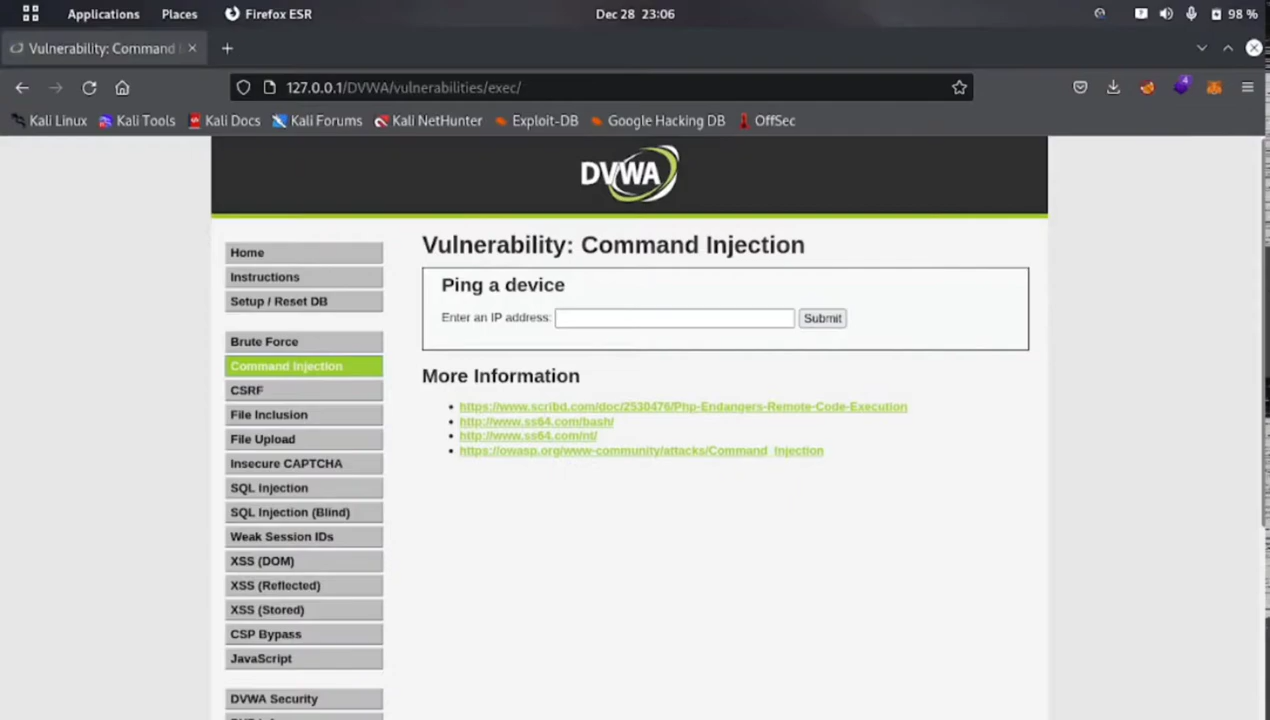 Applications Places Firefox ESR Dec 28 23:06 98 %
Vulnerability: Command
127.0.0.1/DVWA/vulnerabilities/exec/
Kali Linux Kali Tools Kali Docs Kali Forums Kali NetHunter Exploit-DB Google Hacking DB OffSec
DVWA
Home
Instructions
Setup / Reset DB
Brute Force
Command Injection
CSRF
File Inclusion
File Upload
Insecure CAPTCHA
SQL Injection
SQL Injection (Blind)
Weak Session IDs
XSS (DOM)
XSS (Reflected)
XSS (Stored)
CSP Bypass
JavaScript
DVWA Security
Vulnerability: Command Injection
Ping a device
Enter an IP address: Submit
More Information
• https://www.scribd.com/doc/2530476/Php-Endangers-Remote-Code-Execution
• http://www.ss64.com/bash/
• http://www.ss64.com/nt/
• https://owasp.org/www-community/attacks/Command_Injection